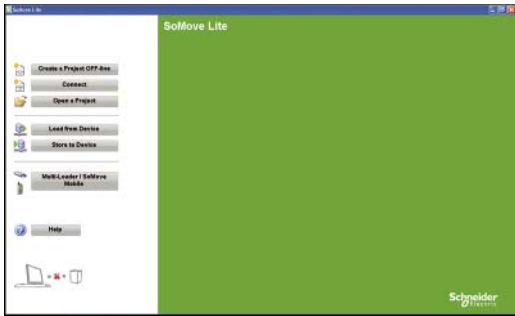 SoMove Lite
SoMove Lite
Create a Project OFF-line
Connect
Open a Project
Load from Device
Store to Device
Multi-Loader / SoMove
Mobile
Help
Schneider
Electric